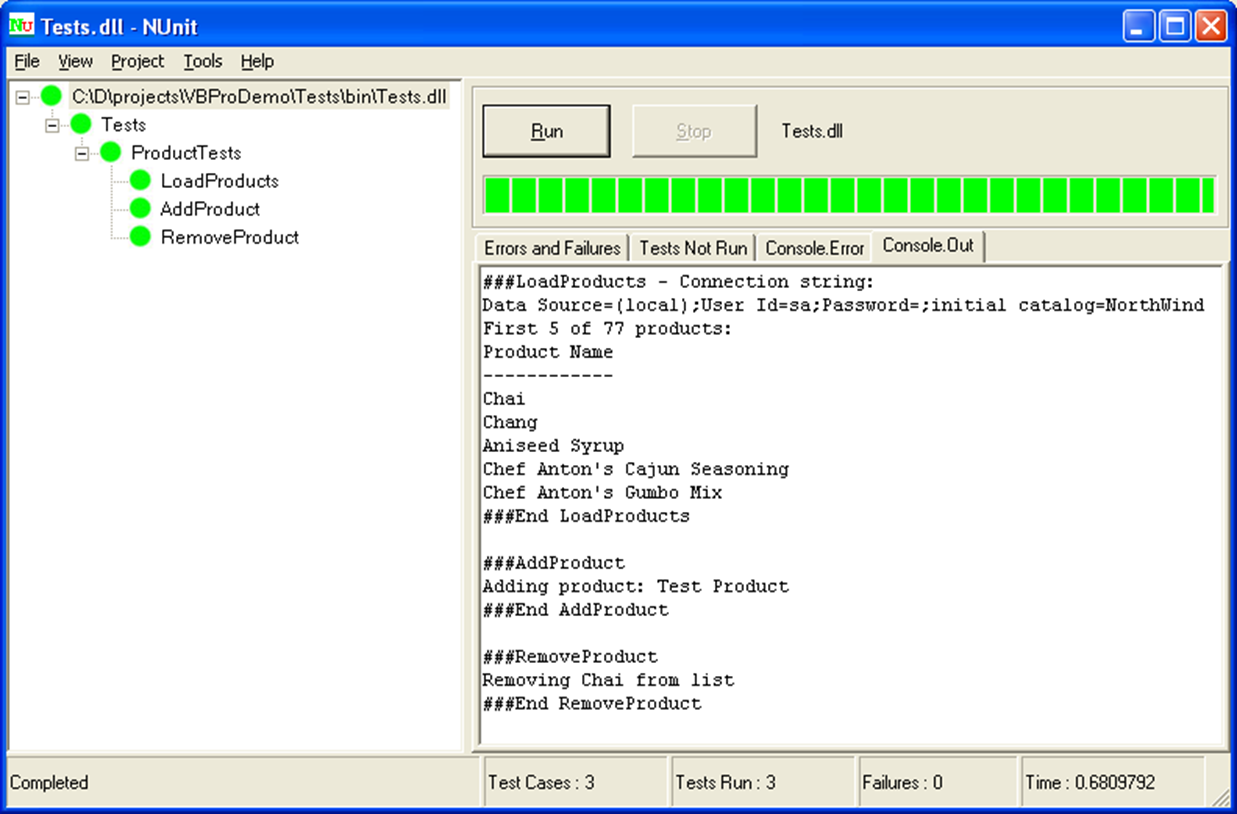 NU Tests.dll - NUnit
File View Project Tools Help
C:\D\projects\VBProDemo\Tests\bin\Tests.dll
Tests
ProductTests
LoadProducts
AddProduct
RemoveProduct
Run Stop Tests.dll
Errors and Failures Tests Not Run Console.Error Console.Out
###LoadProducts - Connection string:
Data Source=(local);User Id=sa;Password=;initial catalog=NorthWind
First 5 of 77 products:
Product Name
------------
Chai
Chang
Aniseed Syrup
Chef Anton's Cajun Seasoning
Chef Anton's Gumbo Mix
###End LoadProducts
###AddProduct
Adding product: Test Product
###End AddProduct
###RemoveProduct
Removing Chai from list
###End RemoveProduct
Completed Test Cases : 3 Tests Run : 3 Failures : 0 Time : 0.6809792